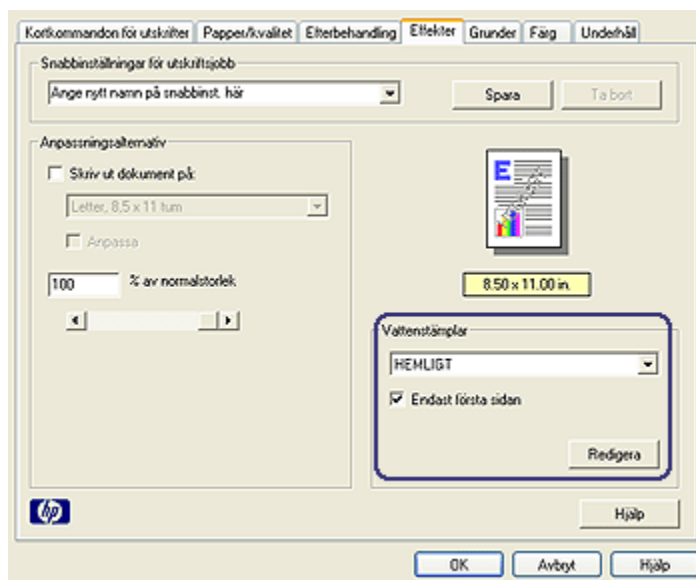 Kortkommandon för utskrifter Papper/kvalitet Efterbehandling Effekter Grunder Färg Underhåll
Snabbinställningar för utskriftsjobb
Ange nytt namn på snabbinst. här Spara Ta bort
Anpassningsalternativ
Skriv ut dokument på:
Letter, 8,5 x 11 tum
Anpassa
100 % av normalstorlek
E
8.50 x 11.00 in.
Vattenstämplar
HEMLIGT
Endast första sidan
Redigera
hp
Hjälp
OK Avbryt Hjälp